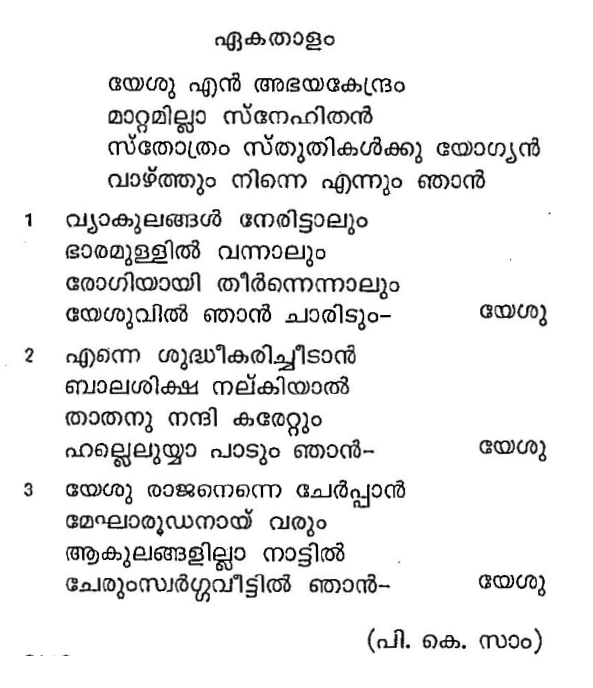 ഏകതാളം
യേശു എൻ അഭയകേന്ദ്രം
മാറ്റമില്ലാ സ്നേഹിതൻ
സ്തോത്രം സ്തുതികൾക്കു യോഗ്യൻ
വാഴ്ത്തും നിന്നെ എന്നും ഞാൻ
1 വ്യാകുലങ്ങൾ നേരിട്ടാലും
ഭാരമുള്ളിൽ വന്നാലും
രോഗിയായി തീർന്നെന്നാലും
യേശുവിൽ ഞാൻ ചാരിടും– യേശു
2 എന്നെ ശുദ്ധീകരിച്ചീടാൻ
ബാലശിക്ഷ നല്കിയാൽ
താതനു നന്ദി കരേറ്റും
ഹല്ലെലുയ്യാ പാടും ഞാൻ– യേശു
3 യേശു രാജനെന്നെ ചേർപ്പാൻ
മേഘാരൂഡനായ് വരും
ആകുലങ്ങളില്ലാ നാട്ടിൽ
ചേരുംസ്വർഗ്ഗവീട്ടിൽ ഞാൻ– യേശു
(പി. കെ. സാം)